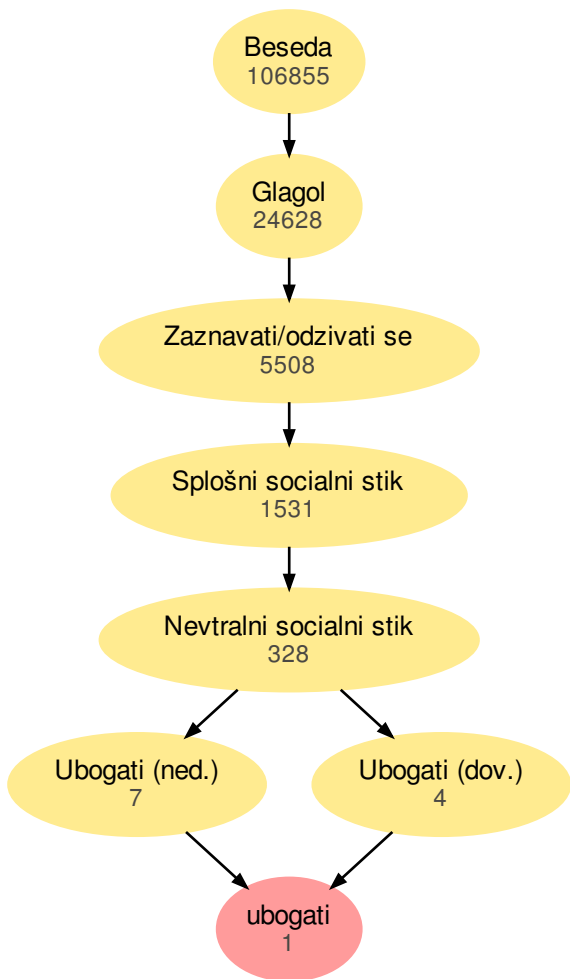 Beseda
106855
Glagol
24628
Zaznavati/odzivati se
5508
Splošni socialni stik
1531
Nevtralni socialni stik
328
Ubogati (ned.)
7
Ubogati (dov.)
4
ubogati
1